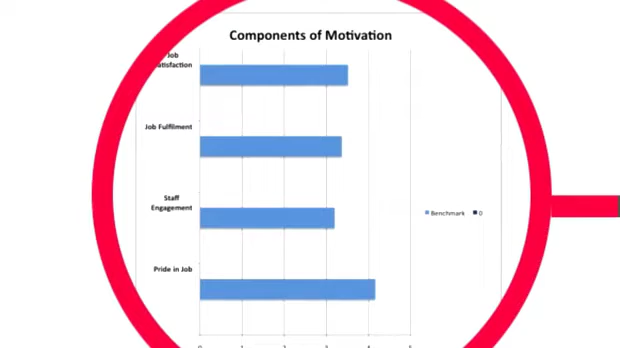 Components of Motivation
Job
Satisfaction
Job Fulfilment
Staff
Engagement
Benchmark 0
Pride in Job